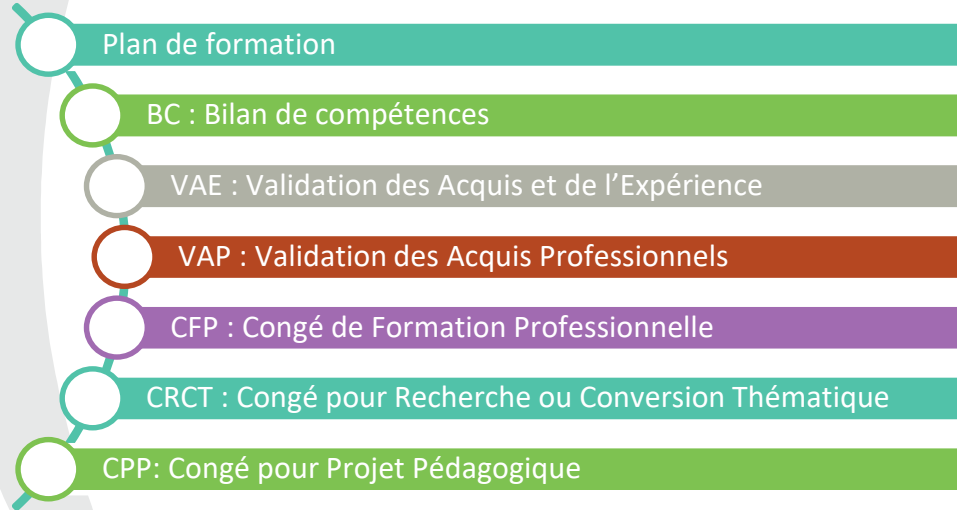 Plan de formation
BC : Bilan de compétences
VAE : Validation des Acquis et de l’Expérience
VAP : Validation des Acquis Professionnels
CFP : Congé de Formation Professionnelle
CRCT : Congé pour Recherche ou Conversion Thématique
CPP: Congé pour Projet Pédagogique